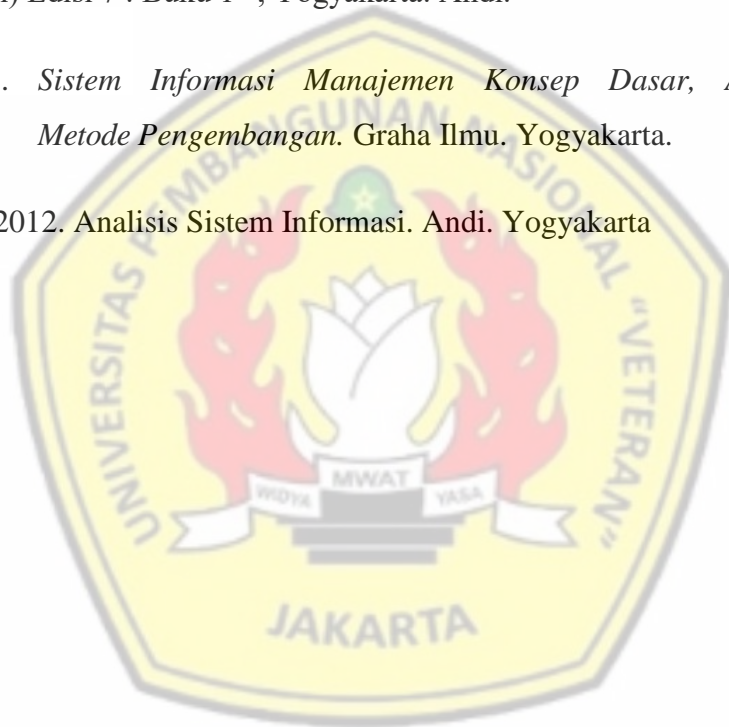 Edisi 7 . Buku 1 , Yogyakarta. Andi.
. Sistem Informasi Manajemen Konsep Dasar,
Metode Pengembangan. Graha Ilmu. Yogyakarta.
2012. Analisis Sistem Informasi. Andi. Yogyakarta
UNIVERSITAS PEMBANGUNAN NASIONAL "VETERAN"
WIDYA MWAT YASA
JAKARTA